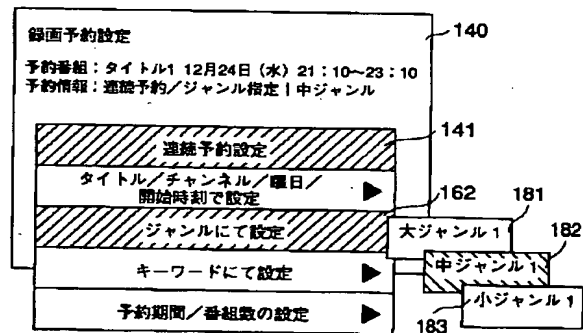 録画予約設定
140
予約番組：タイトル1 12月24日（水）21：10〜23：10
予約情報：連続予約／ジャンル指定｜中ジャンル
141
連続予約設定
タイトル／チャンネル／曜日／
開始時刻で設定
162
181
ジャンルにて設定
大ジャンル1
182
中ジャンル1
キーワードにて設定
小ジャンル1
予約期間／番組数の設定
183